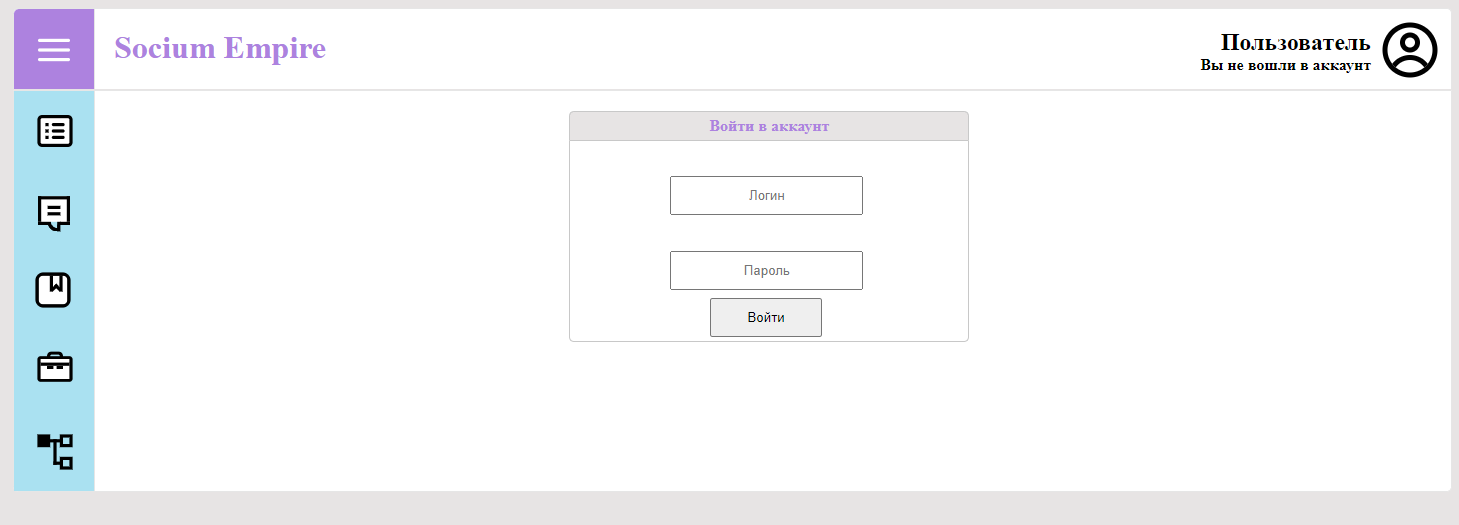 Socium Empire
Пользователь
Вы не вошли в аккаунт
Войти в аккаунт
Логин
Пароль
Войти